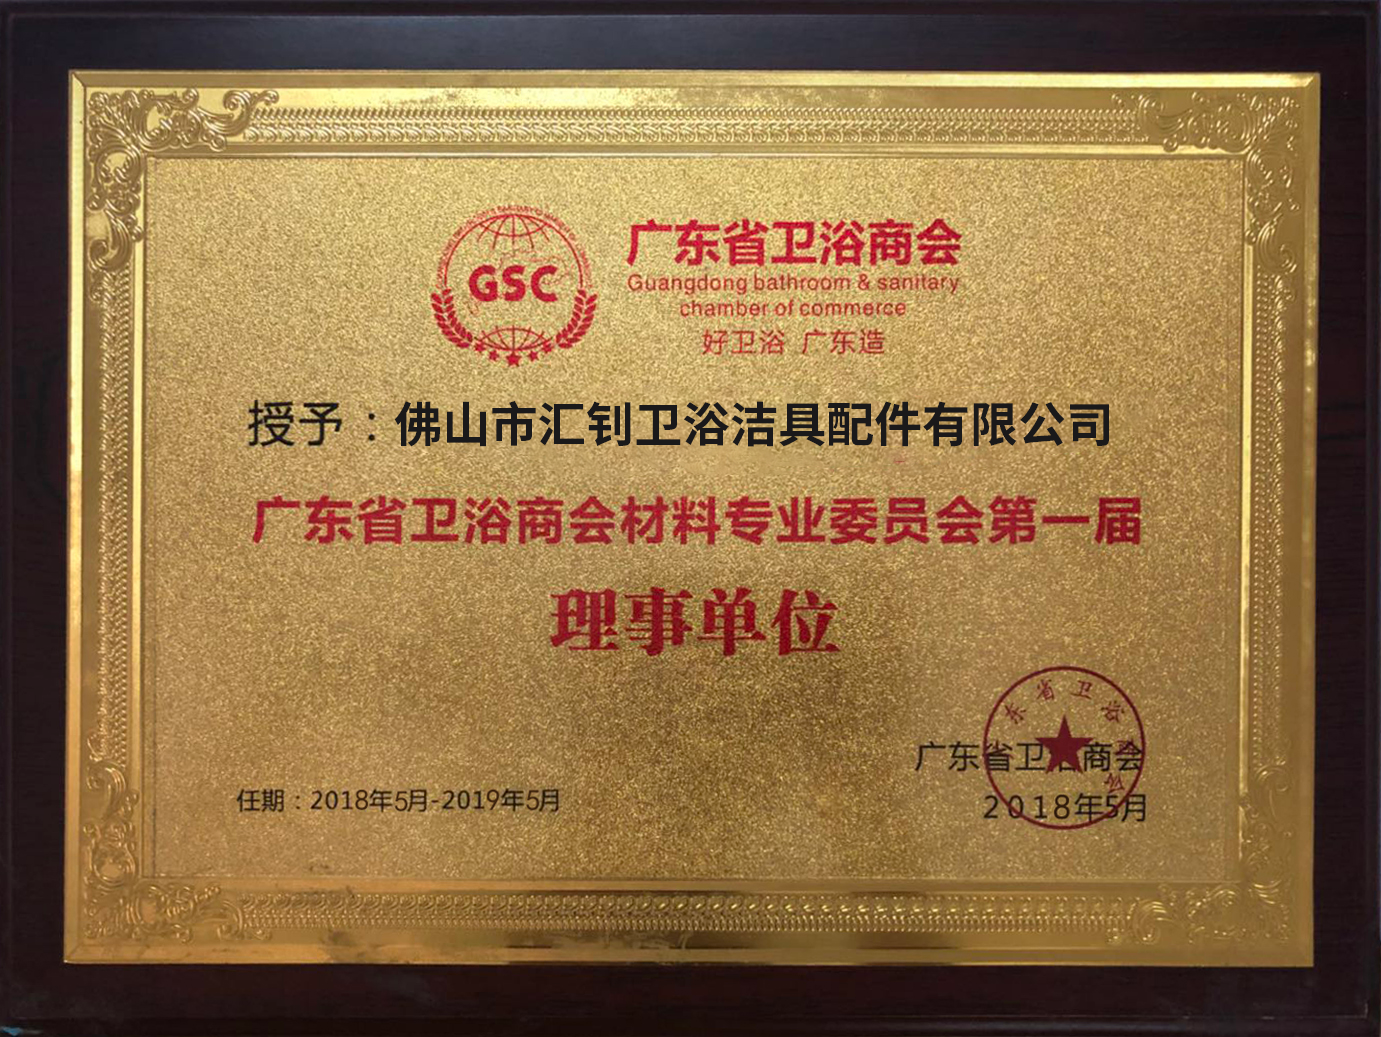 GSC
广东省卫浴商会
Guangdong bathroom & sanitary
chamber of commerce
好卫浴 广东造
授予：佛山市汇钊卫浴洁具配件有限公司
广东省卫浴商会材料专业委员会第一届
理事单位
广东省卫浴商会
2018年5月
任期：2018年5月-2019年5月